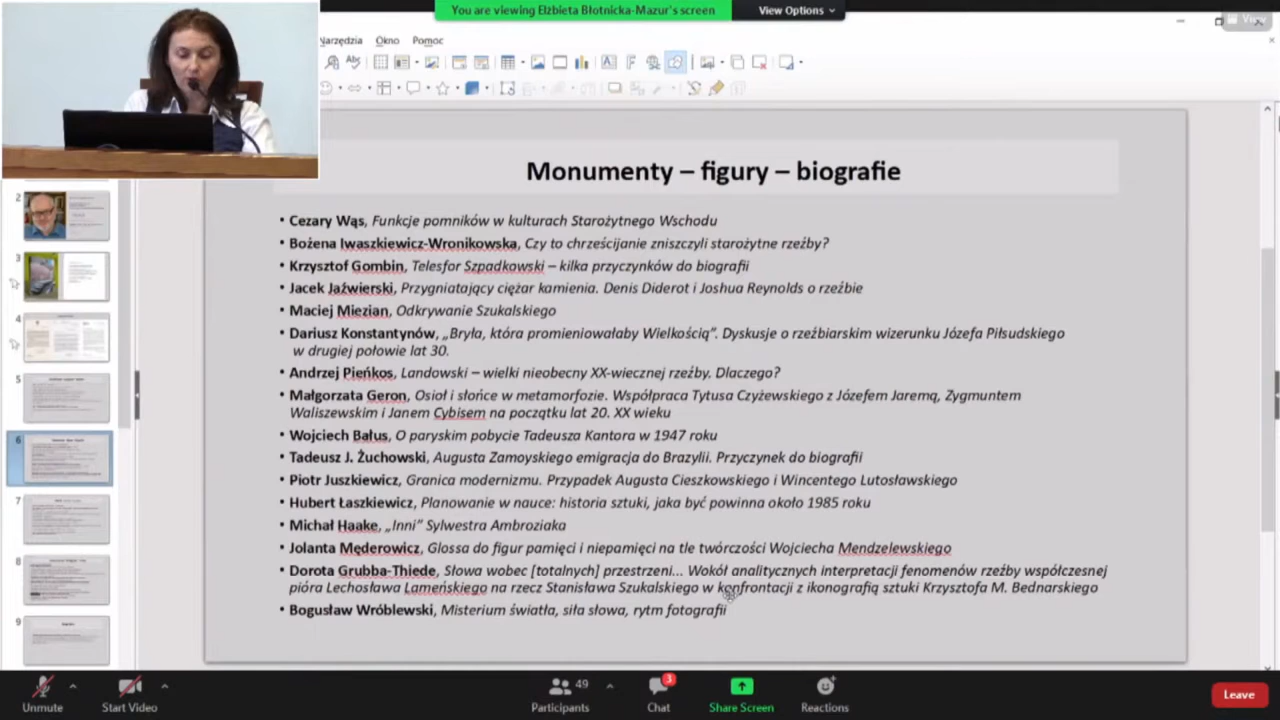 You are viewing Elżbieta Błotnicka-Mazur's screen
View Options
View
Narzędzia Okno Pomoc
Monumenty – figury – biografie
• Cezary Wąs, Funkcje pomników w kulturach Starożytnego Wschodu
• Bożena Iwaszkiewicz-Wronikowska, Czy to chrześcijanie zniszczyli starożytne rzeźby?
• Krzysztof Gombin, Telesfor Szpadkowski – kilka przyczynków do biografii
• Jacek Jaźwierski, Przygniatający ciężar kamienia. Denis Diderot i Joshua Reynolds o rzeźbie
• Maciej Miezian, Odkrywanie Szukalskiego
• Dariusz Konstantynów, „Bryła, która promieniowałaby Wielkością”. Dyskusje o rzeźbiarskim wizerunku Józefa Piłsudskiego
w drugiej połowie lat 30.
• Andrzej Pieńkos, Landowski – wielki nieobecny XX-wiecznej rzeźby. Dlaczego?
• Małgorzata Geron, Osioł i słońce w metamorfozie. Współpraca Tytusa Czyżewskiego z Józefem Jaremą, Zygmuntem
Waliszewskim i Janem Cybisem na początku lat 20. XX wieku
• Wojciech Bałus, O paryskim pobycie Tadeusza Kantora w 1947 roku
• Tadeusz J. Żuchowski, Augusta Zamoyskiego emigracja do Brazylii. Przyczynek do biografii
• Piotr Juszkiewicz, Granica modernizmu. Przypadek Augusta Cieszkowskiego i Wincentego Lutosławskiego
• Hubert Łaszkiewicz, Planowanie w nauce: historia sztuki, jaka być powinna około 1985 roku
• Michał Haake, „Inni” Sylwestra Ambroziaka
• Jolanta Męderowicz, Glossa do figur pamięci i niepamięci na tle twórczości Wojciecha Mendzelewskiego
• Dorota Grubba-Thiede, Słowa wobec [totalnych] przestrzeni... Wokół analitycznych interpretacji fenomenów rzeźby współczesnej
pióra Lechosława Lameńskiego na rzecz Stanisława Szukalskiego w konfrontacji z ikonografią sztuki Krzysztofa M. Bednarskiego
• Bogusław Wróblewski, Misterium światła, siła słowa, rytm fotografii
2
3
4
5
6
7
8
9
Unmute
Start Video
49
Participants
3
Chat
Share Screen
Reactions
Leave